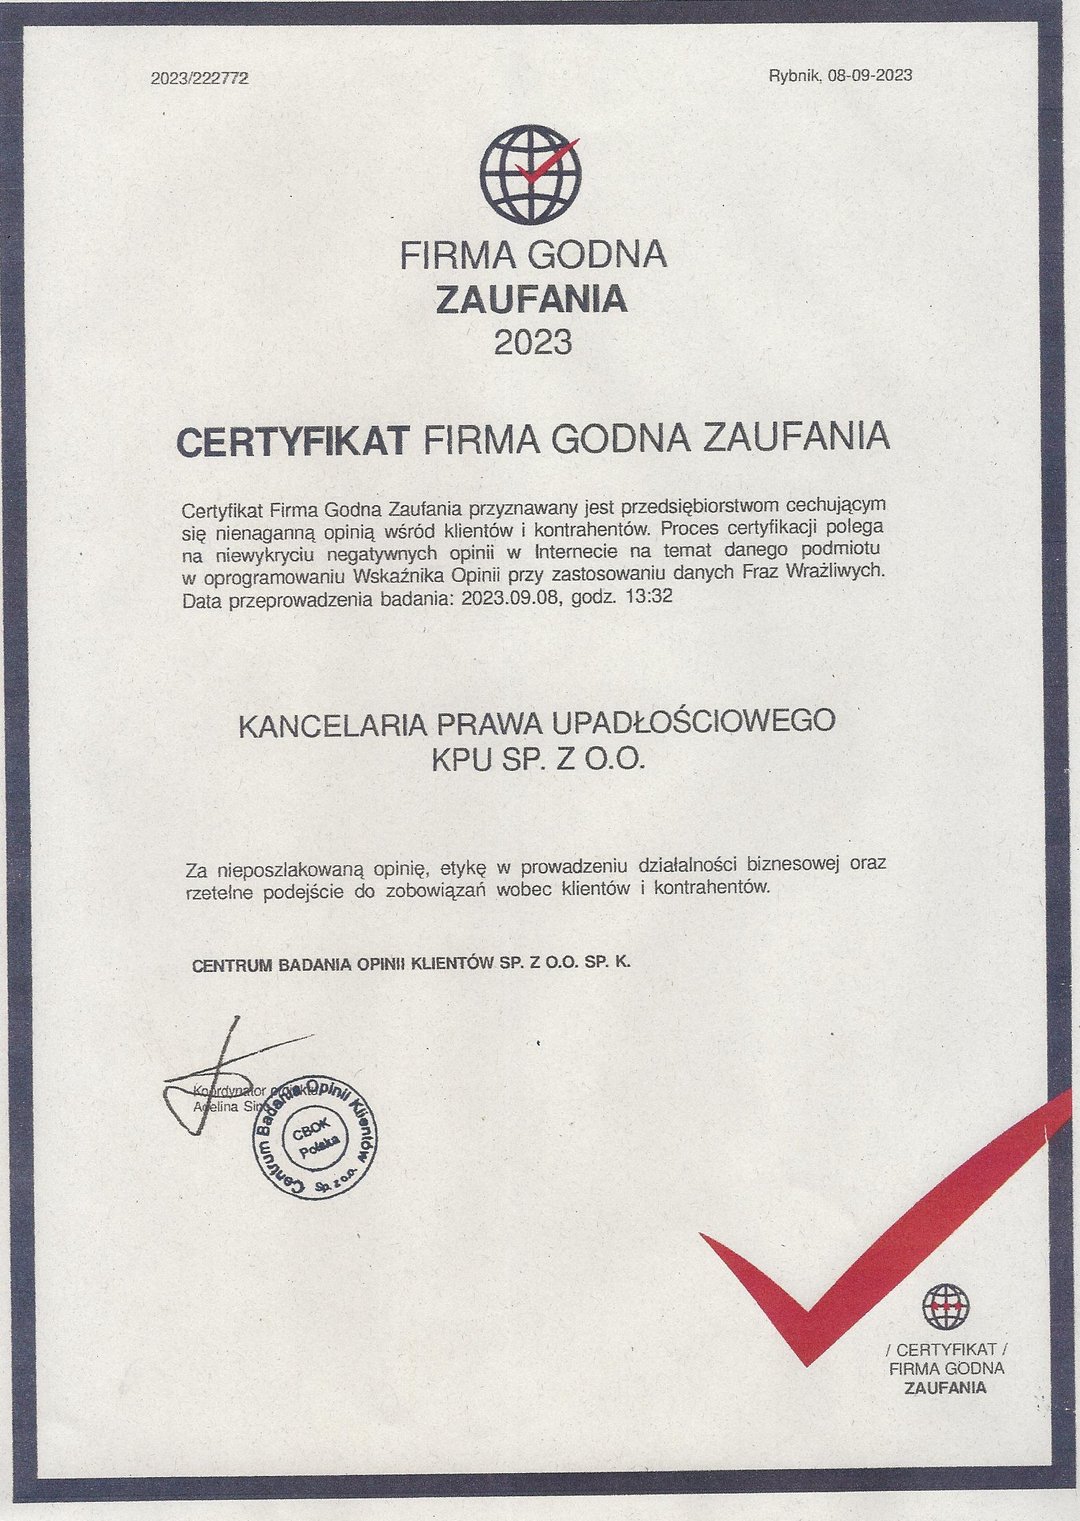 2023/222772
Rybnik, 08-09-2023
FIRMA GODNA
ZAUFANIA
2023
CERTYFIKAT FIRMA GODNA ZAUFANIA
Certyfikat Firma Godna Zaufania przyznawany jest przedsiębiorstwom cechującym
się nienaganną opinią wśród klientów i kontrahentów. Proces certyfikacji polega
na niewykryciu negatywnych opinii w Internecie na temat danego podmiotu
w oprogramowaniu Wskaźnika Opinii przy zastosowaniu danych Fraz Wrażliwych.
Data przeprowadzenia badania: 2023.09.08, godz. 13:32
KANCELARIA PRAWA UPADŁOŚCIOWEGO
KPU SP. Z O.O.
Za nieposzlakowaną opinię, etykę w prowadzeniu działalności biznesowej oraz
rzetelne podejście do zobowiązań wobec klientów i kontrahentów.
CENTRUM BADANIA OPINII KLIENTÓW SP. Z O.O. SP. K.
Koordynator projektu
Adelina
Centrum Badania Opinii Klientów
Sp. z o.o.
CBOK
Polska
/ CERTYFIKAT /
FIRMA GODNA
ZAUFANIA